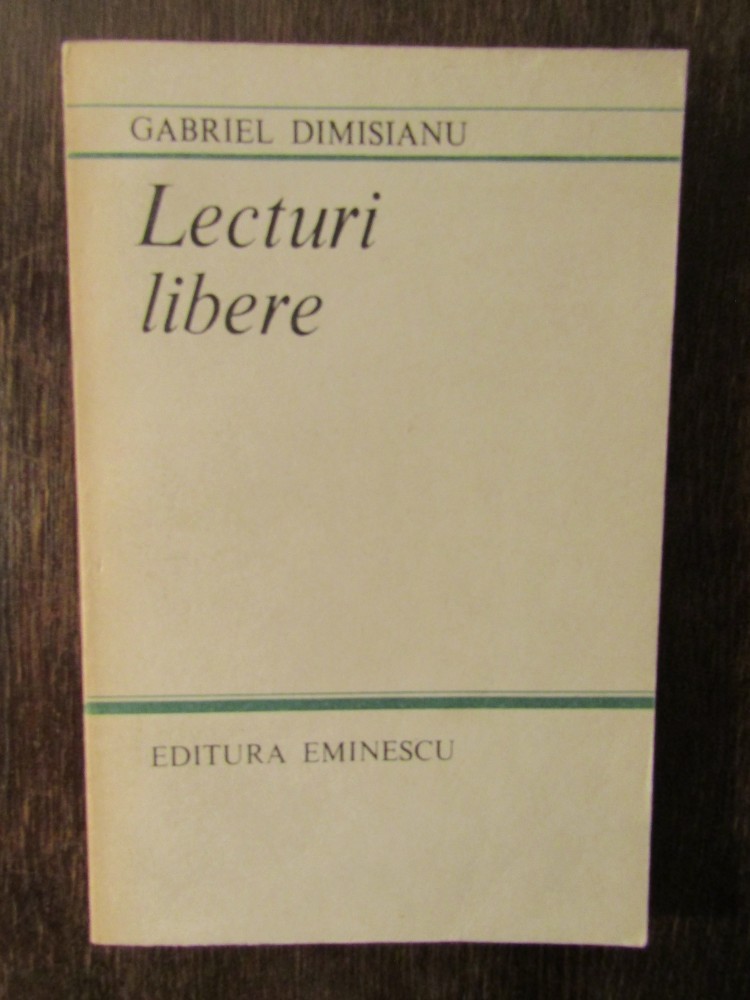 GABRIEL DIMISIANU
Lecturi
libere
EDITURA EMINESCU